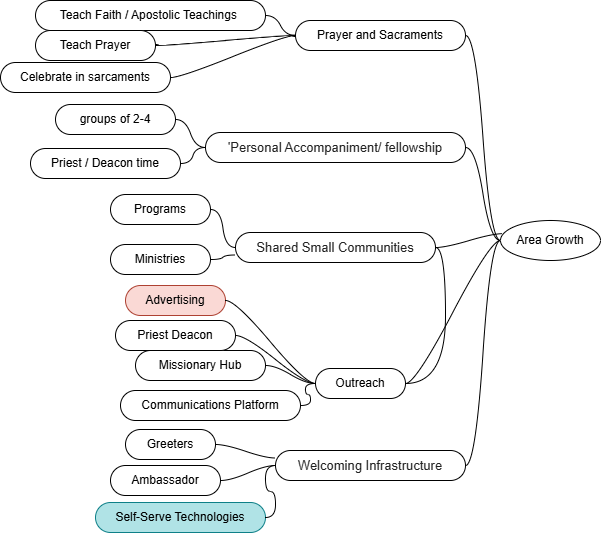 Teach Faith / Apostolic Teachings
Prayer and Sacraments
Teach Prayer
Celebrate in sarcaments
groups of 2-4
'Personal Accompaniment/ fellowship
Priest / Deacon time
Programs
Shared Small Communities
Area Growth
Ministries
Advertising
Priest Deacon
Missionary Hub
Outreach
Communications Platform
Greeters
Welcoming Infrastructure
Ambassador
Self-Serve Technologies